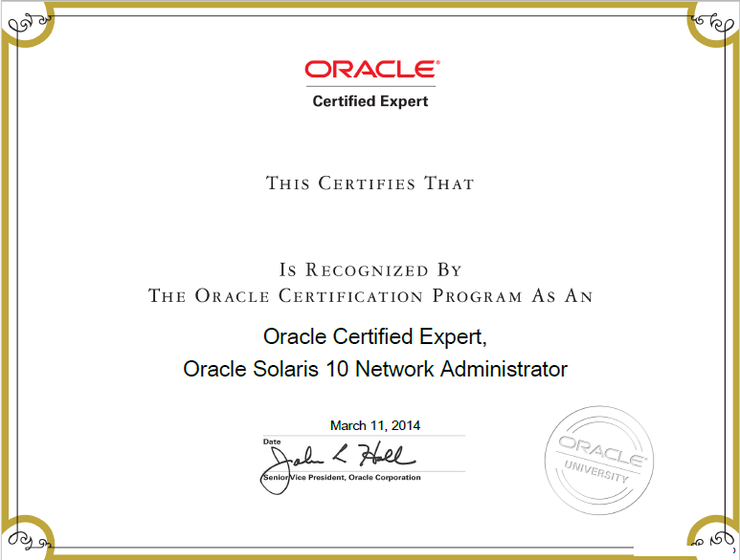 ORACLE®
Certified Expert
THIS CERTIFIES THAT
IS RECOGNIZED BY
THE ORACLE CERTIFICATION PROGRAM AS AN
Oracle Certified Expert,
Oracle Solaris 10 Network Administrator
March 11, 2014
Date
John L Hall
Senior Vice President, Oracle Corporation
ORACLE®
UNIVERSITY